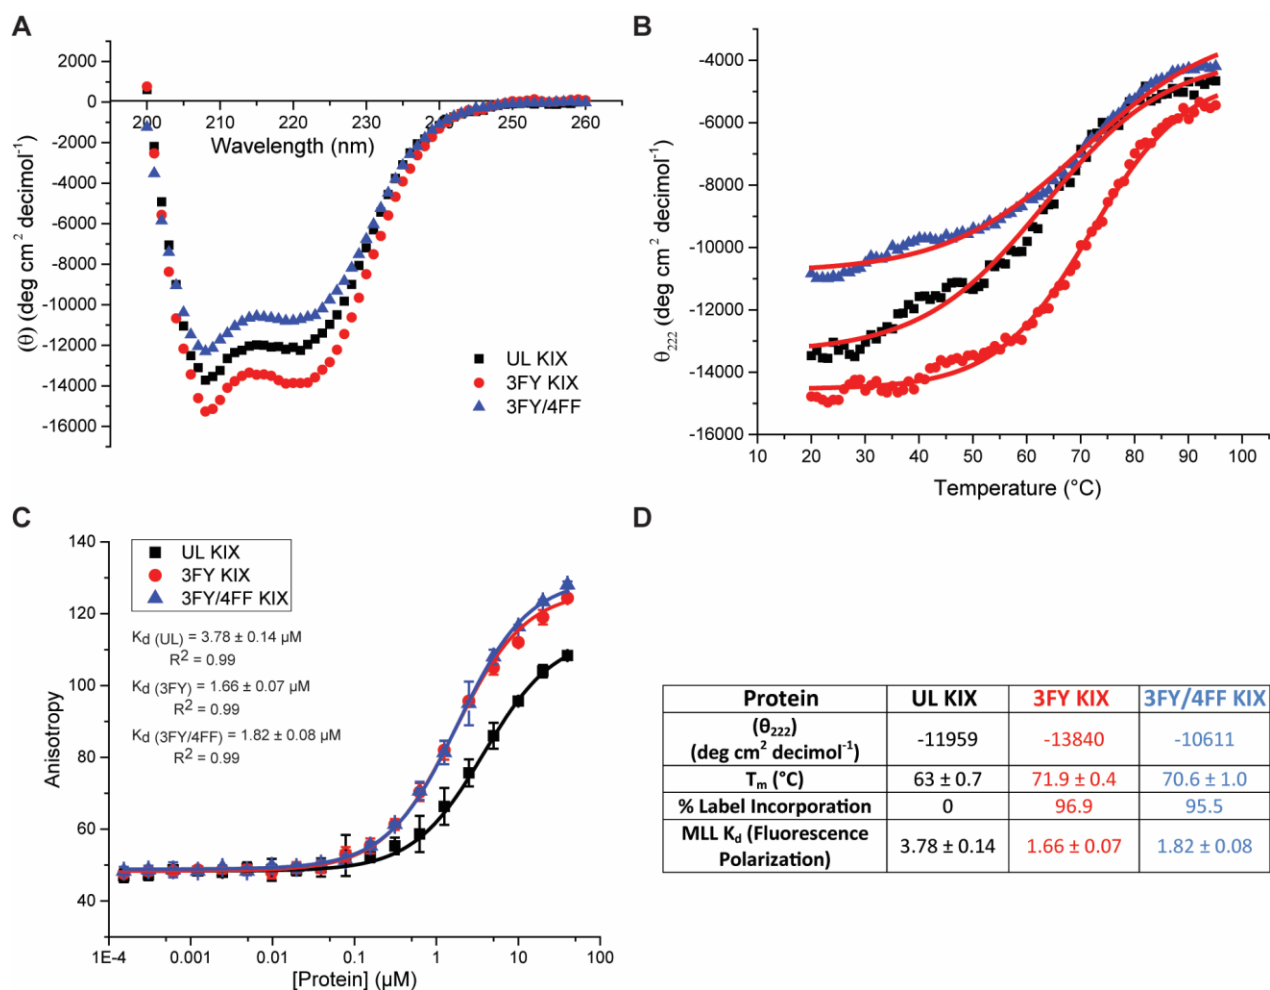 A
2000
0
-2000
-4000
-6000
-8000
-10000
-12000
-14000
-16000
(θ) (deg cm² decimol⁻¹)
200 210 220 230 240 250 260
Wavelength (nm)
UL KIX
3FY KIX
3FY/4FF
B
-4000
-6000
-8000
-10000
-12000
-14000
-16000
θ₂₂₂ (deg cm² decimol⁻¹)
10 20 30 40 50 60 70 80 90 100
Temperature (°C)
C
140
120
100
80
60
40
Anisotropy
UL KIX
3FY KIX
3FY/4FF KIX
Kd (UL) = 3.78 ± 0.14 µM
R² = 0.99
Kd (3FY) = 1.66 ± 0.07 µM
R² = 0.99
Kd (3FY/4FF) = 1.82 ± 0.08 µM
R² = 0.99
1E-4 0.001 0.01 0.1 1 10 100
[Protein] (µM)
D
Protein UL KIX 3FY KIX 3FY/4FF KIX
(θ₂₂₂)
(deg cm² decimol⁻¹) -11959 -13840 -10611
Tm (°C) 63 ± 0.7 71.9 ± 0.4 70.6 ± 1.0
% Label Incorporation 0 96.9 95.5
MLL Kd (Fluorescence
Polarization) 3.78 ± 0.14 1.66 ± 0.07 1.82 ± 0.08